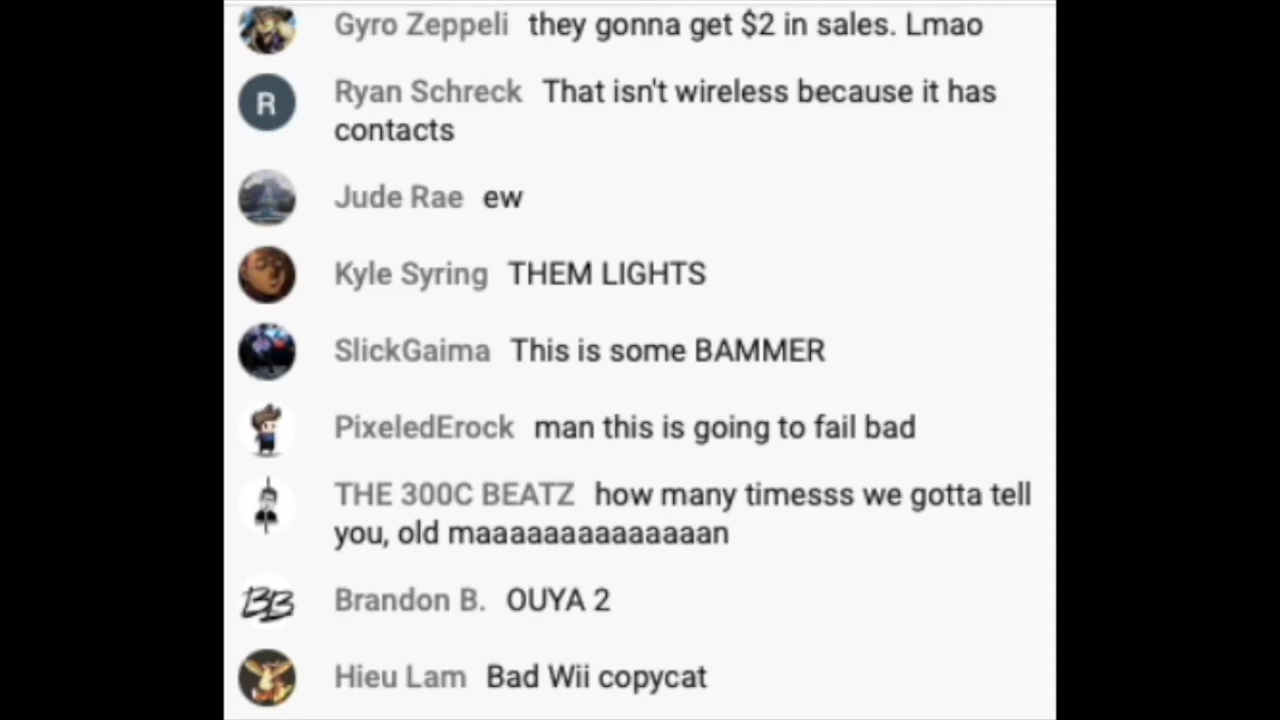 Gyro Zeppeli they gonna get $2 in sales. Lmao
R
Ryan Schreck That isn't wireless because it has
contacts
Jude Rae ew
Kyle Syring THEM LIGHTS
SlickGaima This is some BAMMER
PixeledErock man this is going to fail bad
THE 300C BEATZ how many timesss we gotta tell
you, old maaaaaaaaaaaaaan
BB
Brandon B. OUYA 2
Hieu Lam Bad Wii copycat